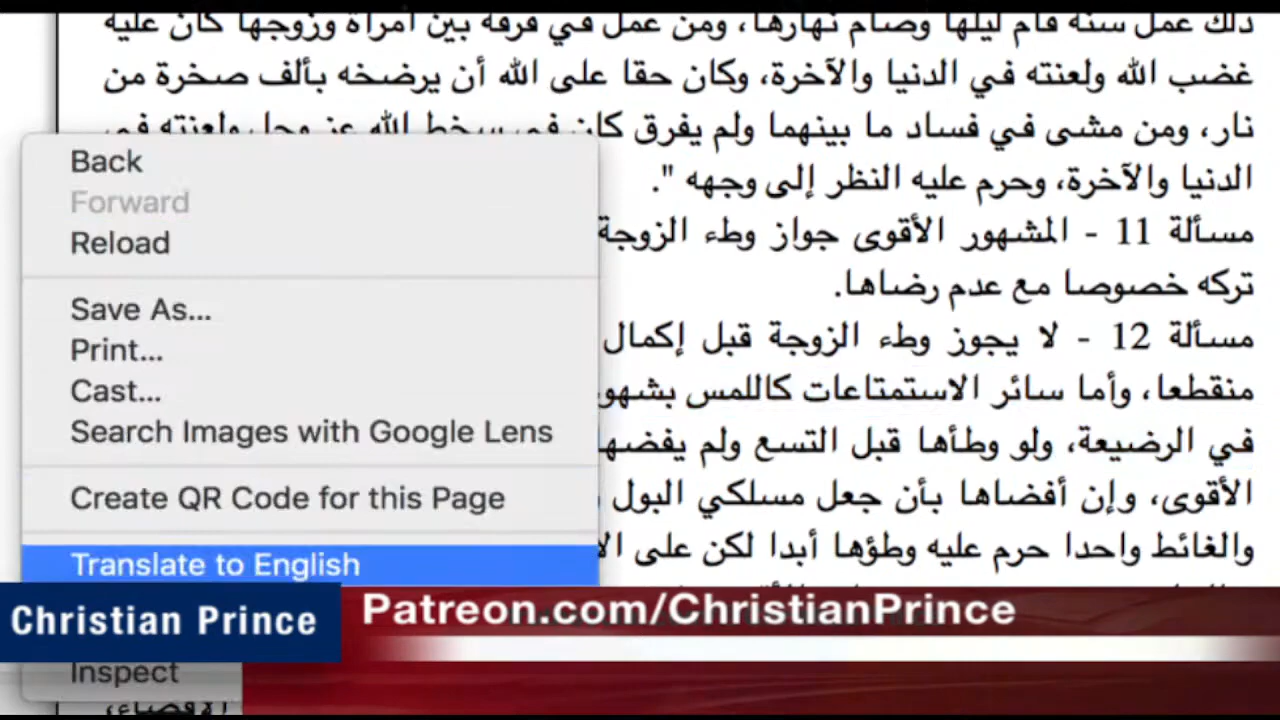 ذلك عمل سنة قام ليلها وصام نهارها، ومن عمل في فرقة بين امرأة وزوجها كان عليه
غضب الله ولعنته في الدنيا والآخرة، وكان حقا على الله أن يرضخه بألف صخرة من
نار، ومن مشى في فساد ما بينهما ولم يفرق كان في سخط الله عز وجل ولعنته في
الدنيا والآخرة، وحرم عليه النظر إلى وجهه ".
مسألة 11 - المشهور الأقوى جواز وطء الزوجة
تركه خصوصا مع عدم رضاها.
مسألة 12 - لا يجوز وطء الزوجة قبل إكمال
منقطعا، وأما سائر الاستمتاعات كاللمس بشهو
في الرضيعة، ولو وطأها قبل التسع ولم يفضها
الأقوى، وإن أفضاها بأن جعل مسلكي البول
والغائط واحدا حرم عليه وطؤها أبدا لكن على
Back
Forward
Reload
Save As...
Print...
Cast...
Search Images with Google Lens
Create QR Code for this Page
Translate to English
Christian Prince
Patreon.com/ChristianPrince
Inspect